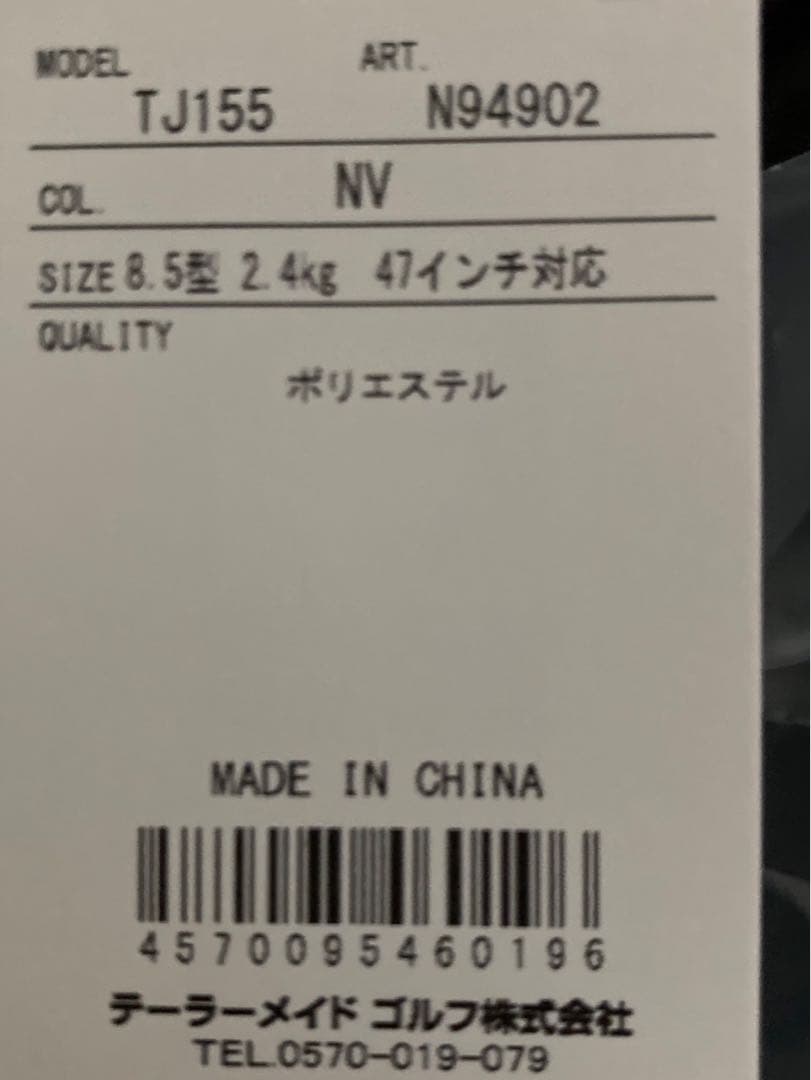 MODEL ART.
TJ155 N94902
COL. NV
SIZE 8.5型 2.4kg 47インチ対応
QUALITY
ポリエステル
MADE IN CHINA
4570095460196
テーラーメイド ゴルフ株式会社
TEL.0570-019-079